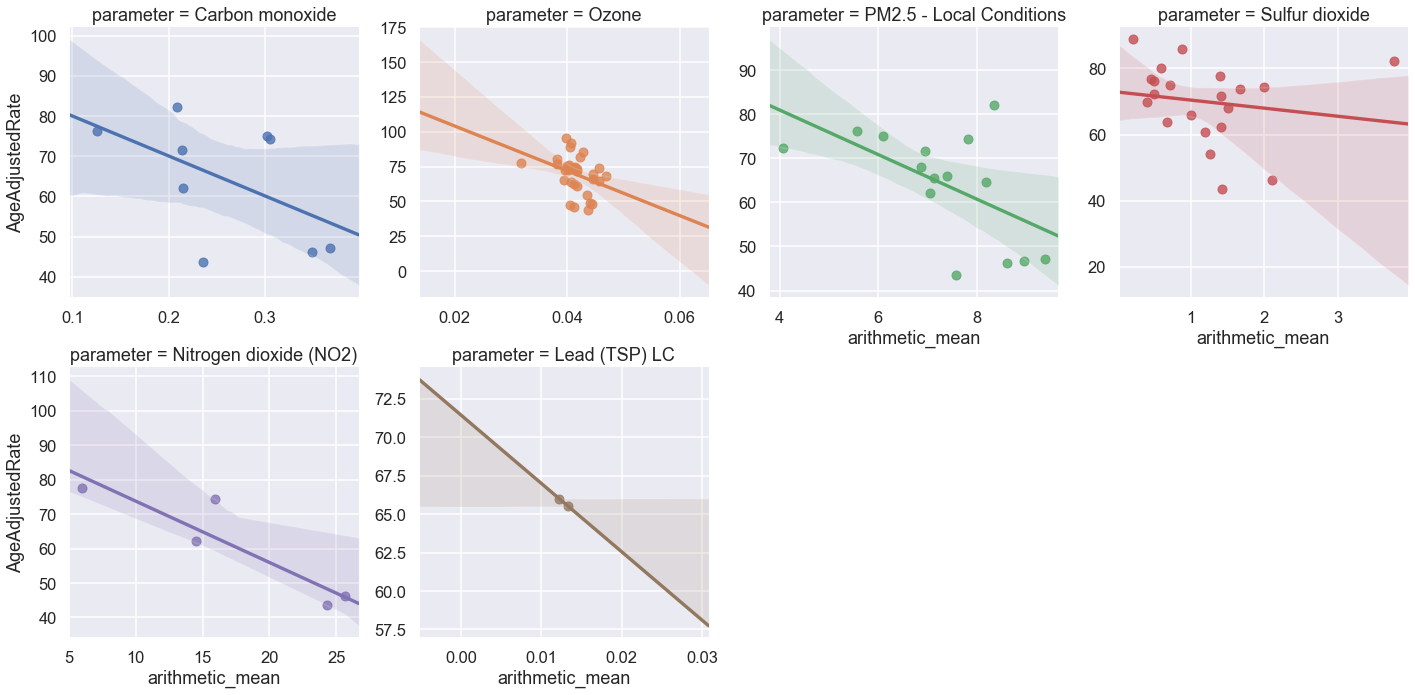 parameter = Carbon monoxide
AgeAdjustedRate
100
90
80
70
60
50
40
0.1 0.2 0.3
parameter = Ozone
175
150
125
100
75
50
25
0
0.02 0.04 0.06
parameter = PM2.5 - Local Conditions
90
80
70
60
50
40
4 6 8
arithmetic_mean
parameter = Sulfur dioxide
80
60
40
20
1 2 3
arithmetic_mean
parameter = Nitrogen dioxide (NO2)
AgeAdjustedRate
110
100
90
80
70
60
50
40
5 10 15 20 25
arithmetic_mean
parameter = Lead (TSP) LC
72.5
70.0
67.5
65.0
62.5
60.0
57.5
0.00 0.01 0.02 0.03
arithmetic_mean